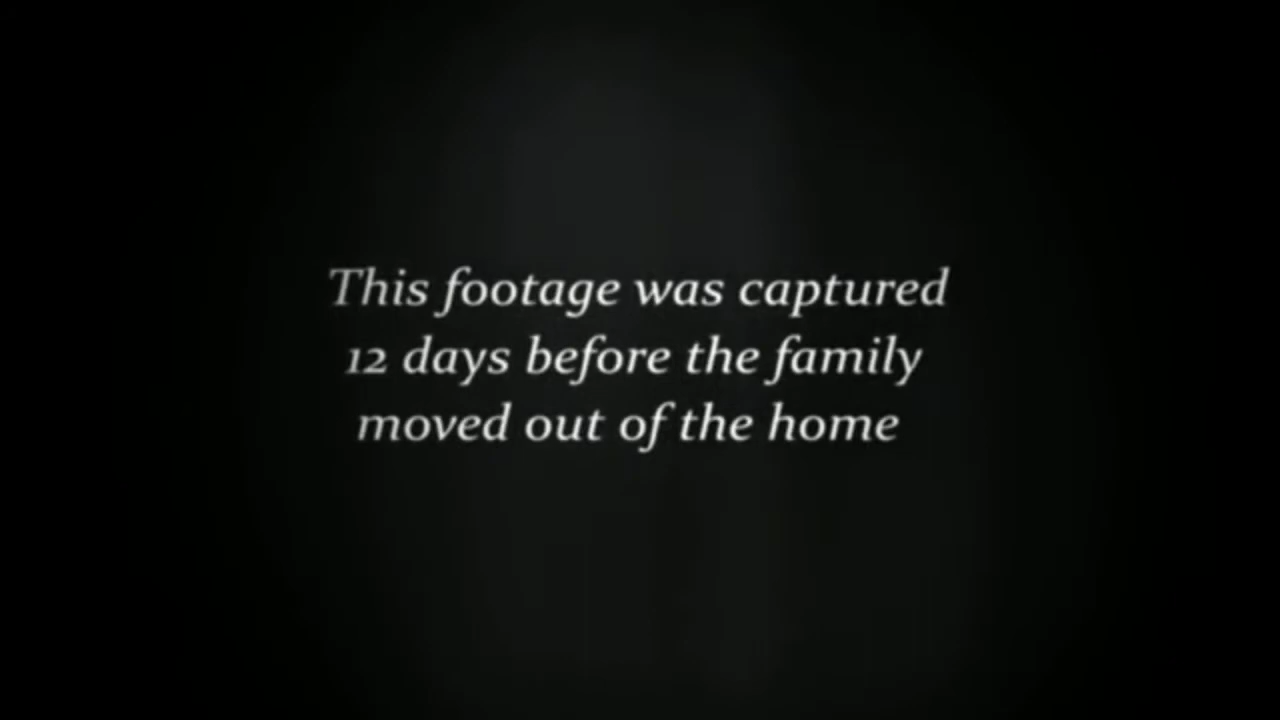 This footage was captured
12 days before the family
moved out of the home